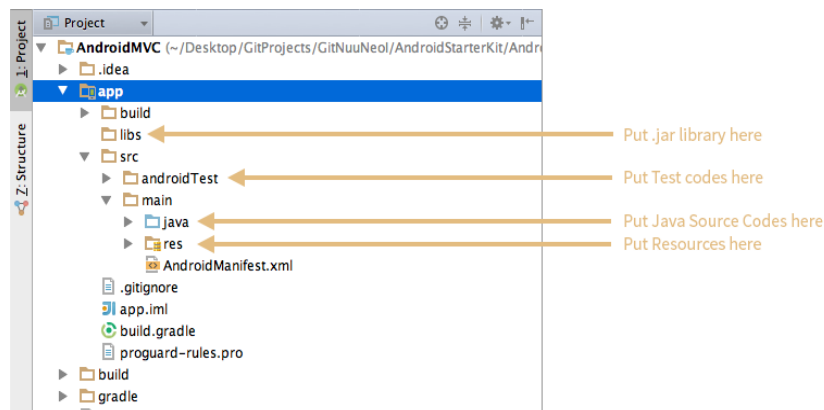 Project
1: Project
Z: Structure
AndroidMVC (~/Desktop/GitProjects/GitNuuNeoI/AndroidStarterKit/Andr
.idea
app
build
libs
Put .jar library here
src
androidTest
Put Test codes here
main
java
Put Java Source Codes here
res
Put Resources here
AndroidManifest.xml
.gitignore
app.iml
build.gradle
proguard-rules.pro
build
gradle